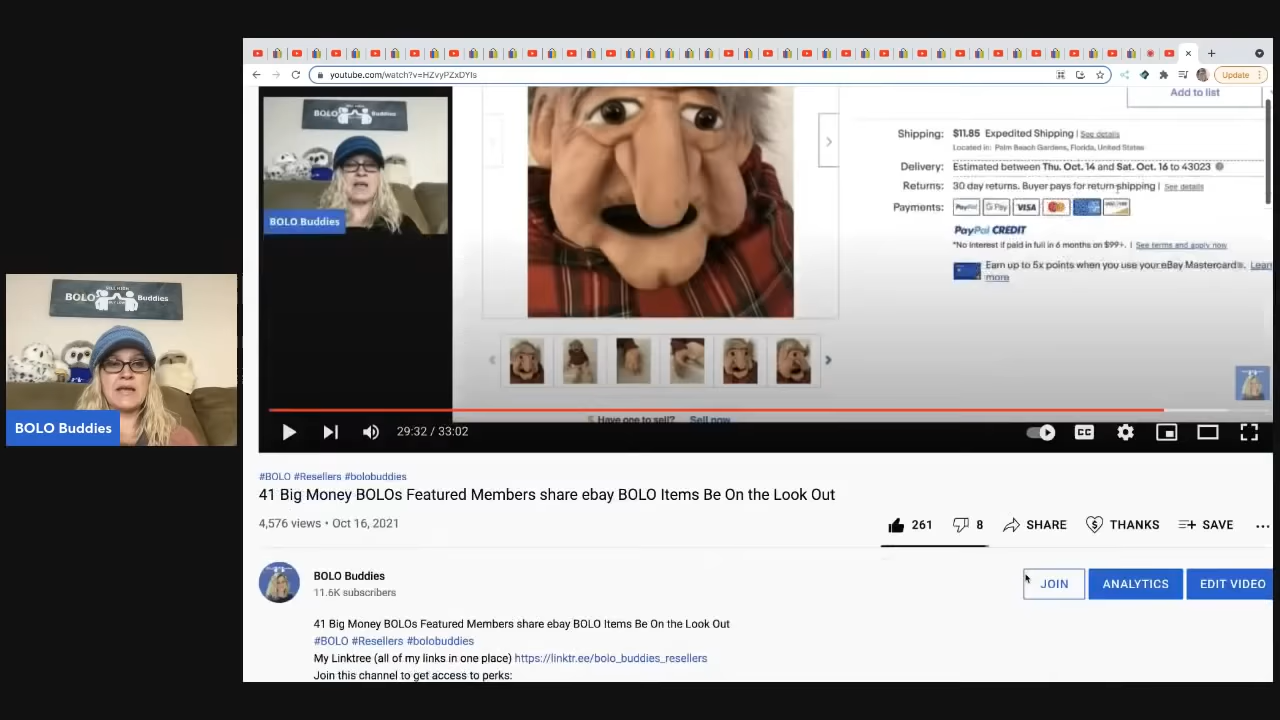 BOLO Buddies
BOLO Buddies
youtube.com/watch?v=HZvyPZxDYIs
Update
BOLO Buddies
BOLO Buddies
Add to list
Shipping: $11.85 Expedited Shipping | See details
Located in: Palm Beach Gardens, Florida, United States
Delivery: Estimated between Thu. Oct. 14 and Sat. Oct. 16 to 43023
Returns: 30 day returns. Buyer pays for return shipping | See details
Payments: PayPal G Pay VISA
PayPal CREDIT
*No interest if paid in full in 6 months on $99+. | See terms and apply now
Earn up to 5x points when you use your eBay Mastercard®. Learn
more
Have one to sell? Sell now
29:32 / 33:02
CC
#BOLO #Resellers #bolobuddies
41 Big Money BOLOs Featured Members share ebay BOLO Items Be On the Look Out
4,576 views • Oct 16, 2021
261 8 SHARE THANKS SAVE ...
BOLO Buddies
11.6K subscribers
JOIN ANALYTICS EDIT VIDEO
41 Big Money BOLOs Featured Members share ebay BOLO Items Be On the Look Out
#BOLO #Resellers #bolobuddies
My Linktree (all of my links in one place) https://linktr.ee/bolo_buddies_resellers
Join this channel to get access to perks: